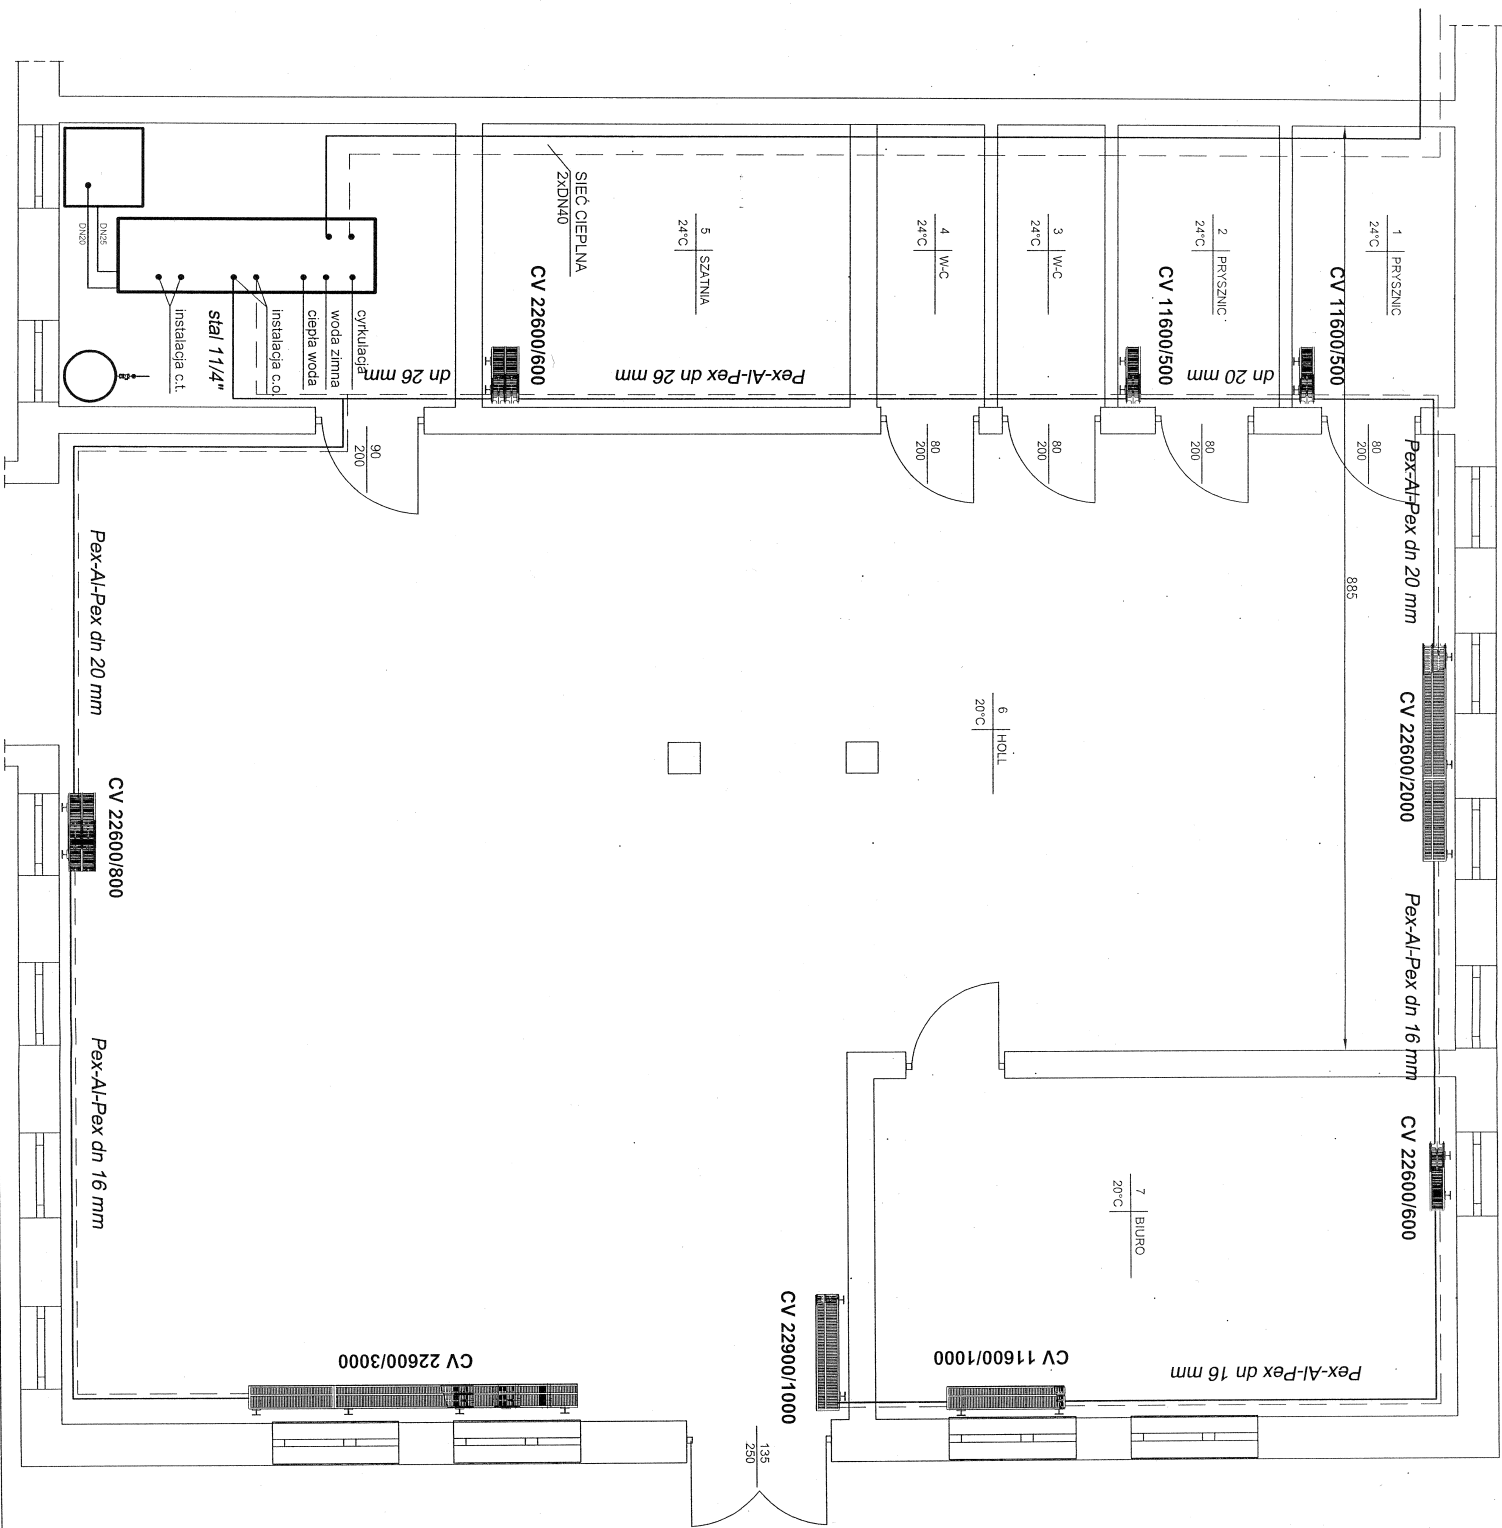 1 PRYSZNIC
24°C
2 PRYSZNIC
24°C
3 W-C
24°C
4 W-C
24°C
5 SZATNIA
24°C
SIEĆ CIEPLNA
2xDN40
CV 11600/500
CV 11600/500
CV 22600/600
dn 20 mm
Pex-Al-Pex dn 26 mm
dn 26 mm
cyrkulacja
woda zimna
ciepła woda
instalacja c.o.
stal 11/4"
instalacja c.t.
DN25
DN20
80
200
80
200
80
200
80
200
90
200
Pex-Al-Pex dn 20 mm
885
Pex-Al-Pex dn 20 mm
6 HOLL
20°C
CV 22600/2000
CV 22600/800
Pex-Al-Pex dn 16 mm
Pex-Al-Pex dn 16 mm
CV 22600/600
7 BIURO
20°C
CV 22900/1000
CV 22600/3000
CV 11600/1000
Pex-Al-Pex dn 16 mm
135
250